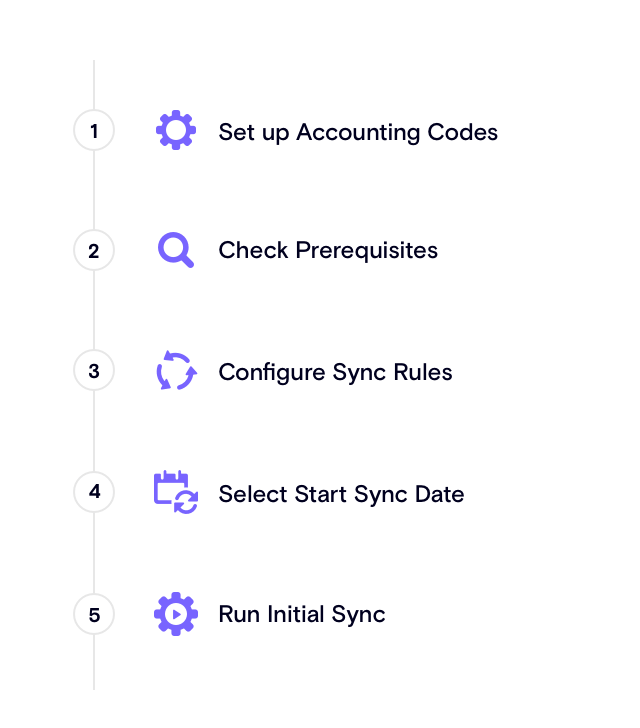 1 Set up Accounting Codes
2 Check Prerequisites
3 Configure Sync Rules
4 Select Start Sync Date
5 Run Initial Sync